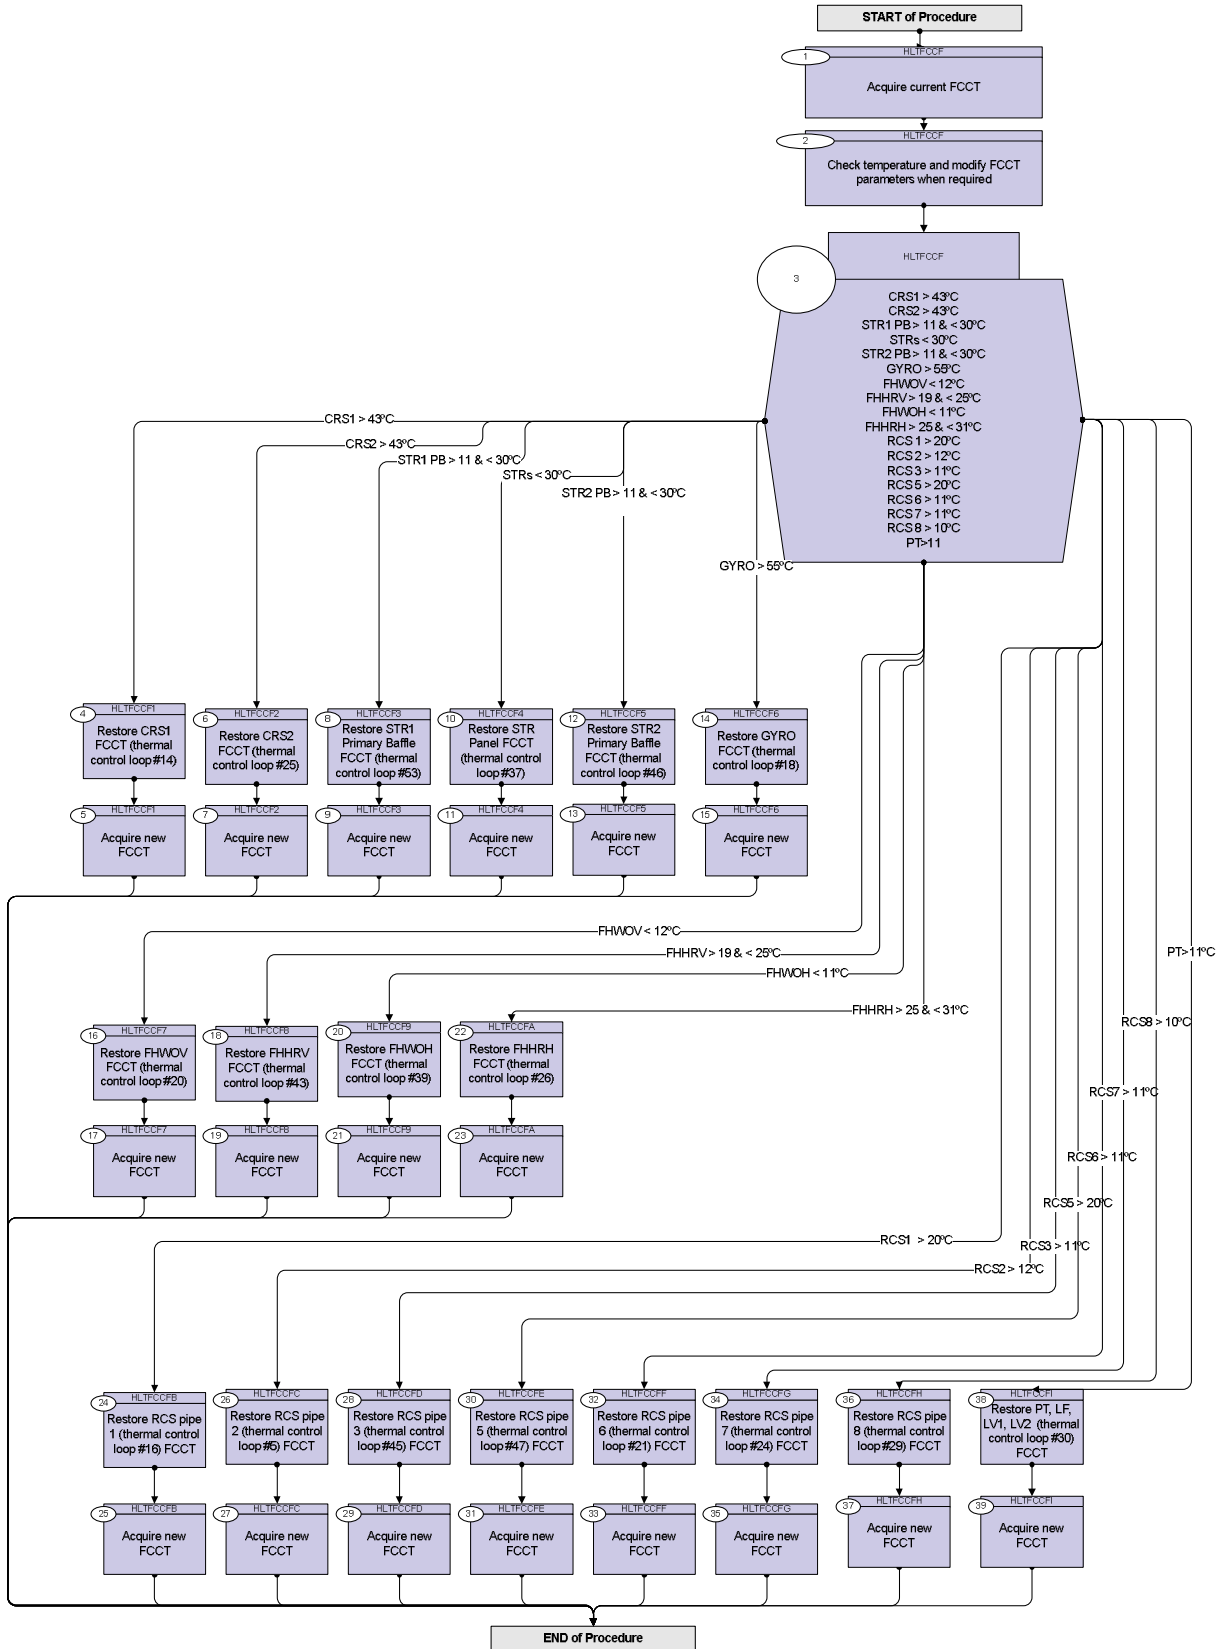 START of Procedure
HLTFCCF
1
Acquire current FCCT
HLTFCCF
2
Check temperature and modify FCCT
parameters when required
HLTFCCF
3
CRS1 > 43ºC
CRS2 > 43ºC
STR1 PB > 11 & < 30ºC
STRs < 30ºC
STR2 PB > 11 & < 30ºC
GYRO > 55ºC
FHWOV < 12ºC
FHHRV > 19 & < 25ºC
FHWOH < 11ºC
FHHRH > 25 & < 31ºC
RCS 1 > 20ºC
RCS 2 > 12ºC
RCS 3 > 11ºC
RCS 5 > 20ºC
RCS 6 > 11ºC
RCS 7 > 11ºC
RCS 8 > 10ºC
PT>11
CRS1 > 43ºC
CRS2 > 43ºC
STR1 PB > 11 & < 30ºC
STRs < 30ºC
STR2 PB > 11 & < 30ºC
GYRO > 55ºC
4
HLTFCCF1
Restore CRS1
FCCT (thermal
control loop #14)
6
HLTFCCF2
Restore CRS2
FCCT (thermal
control loop #25)
8
HLTFCCF3
Restore STR1
Primary Baffle
FCCT (thermal
control loop #53)
10
HLTFCCF4
Restore STR
Panel FCCT
(thermal control
loop #37)
12
HLTFCCF5
Restore STR2
Primary Baffle
FCCT (thermal
control loop #46)
14
HLTFCCF6
Restore GYRO
FCCT (thermal
control loop #18)
5
HLTFCCF1
Acquire new
FCCT
7
HLTFCCF2
Acquire new
FCCT
9
HLTFCCF3
Acquire new
FCCT
11
HLTFCCF4
Acquire new
FCCT
13
HLTFCCF5
Acquire new
FCCT
15
HLTFCCF6
Acquire new
FCCT
FHWOV < 12ºC
FHHRV > 19 & < 25ºC
FHWOH < 11ºC
FHHRH > 25 & < 31ºC
PT>11ºC
RCS8 > 10ºC
RCS7 > 11ºC
RCS6 > 11ºC
RCS5 > 20ºC
RCS3 > 11ºC
RCS1 > 20ºC
RCS2 > 12ºC
16
HLTFCCF7
Restore FHWOV
FCCT (thermal
control loop #20)
18
HLTFCCF8
Restore FHHRV
FCCT (thermal
control loop #43)
20
HLTFCCF9
Restore FHWOH
FCCT (thermal
control loop #39)
22
HLTFCCFA
Restore FHHRH
FCCT (thermal
control loop #26)
17
HLTFCCF7
Acquire new
FCCT
19
HLTFCCF8
Acquire new
FCCT
21
HLTFCCF9
Acquire new
FCCT
23
HLTFCCFA
Acquire new
FCCT
24
HLTFCCFB
Restore RCS pipe
1 (thermal control
loop #16) FCCT
26
HLTFCCFC
Restore RCS pipe
2 (thermal control
loop #5) FCCT
28
HLTFCCFD
Restore RCS pipe
3 (thermal control
loop #45) FCCT
30
HLTFCCFE
Restore RCS pipe
5 (thermal control
loop #47) FCCT
32
HLTFCCFF
Restore RCS pipe
6 (thermal control
loop #21) FCCT
34
HLTFCCFG
Restore RCS pipe
7 (thermal control
loop #24) FCCT
36
HLTFCCFH
Restore RCS pipe
8 (thermal control
loop #29) FCCT
38
HLTFCCFI
Restore PT, LF,
LV1, LV2 (thermal
control loop #30)
FCCT
25
HLTFCCFB
Acquire new
FCCT
27
HLTFCCFC
Acquire new
FCCT
29
HLTFCCFD
Acquire new
FCCT
31
HLTFCCFE
Acquire new
FCCT
33
HLTFCCFF
Acquire new
FCCT
35
HLTFCCFG
Acquire new
FCCT
37
HLTFCCFH
Acquire new
FCCT
39
HLTFCCFI
Acquire new
FCCT
END of Procedure